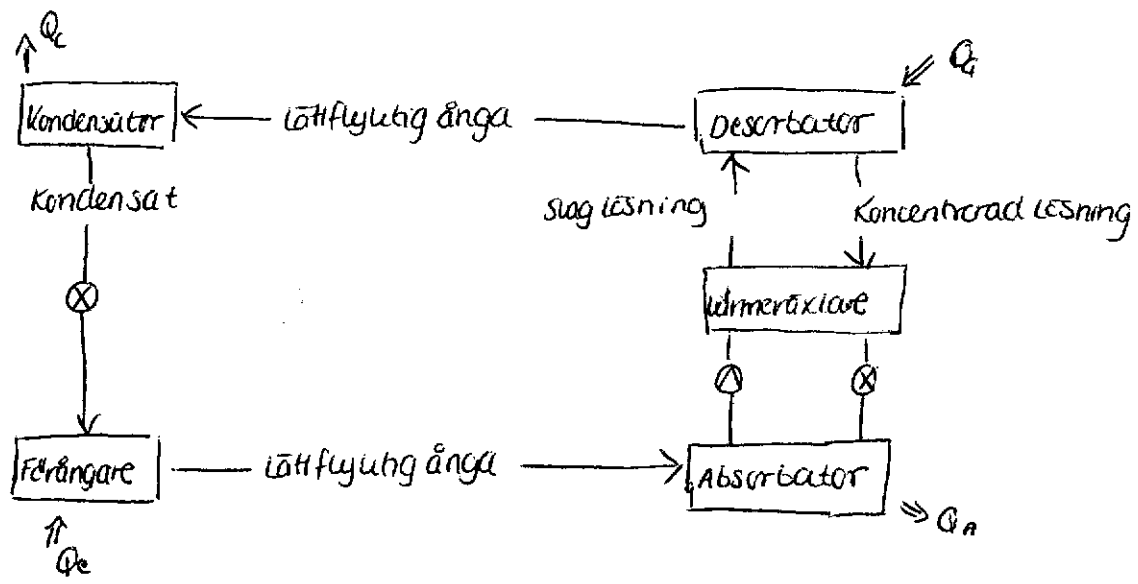 Qc
QG
Kondensator
Lättflyktig ånga
Desorbator
Kondensat
Svag lösning
Koncentrerad lösning
Värmeväxlare
Förångare
Lättflyktig ånga
Absorbator
QA
Qe